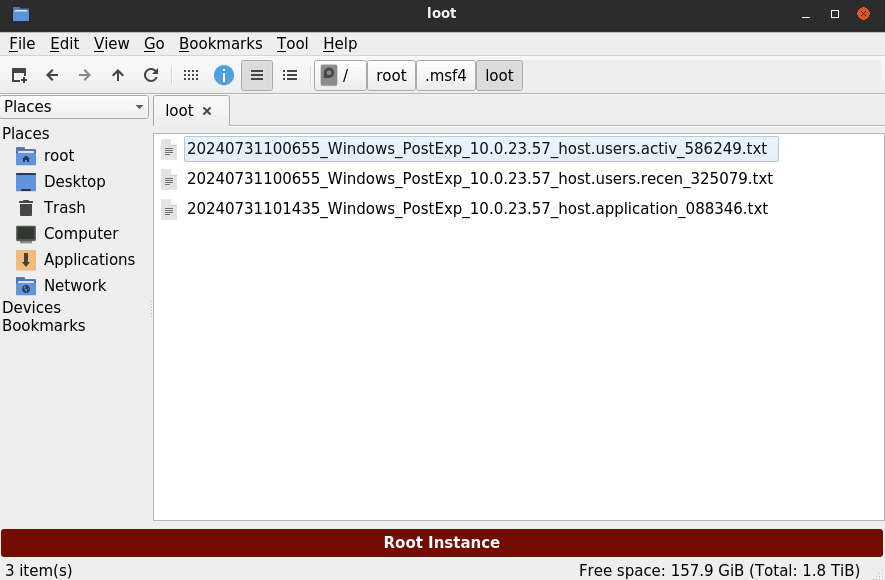 loot
File Edit View Go Bookmarks Tool Help
/ root .msf4 loot
Places
loot
Places
root
Desktop
Trash
Computer
Applications
Network
Devices
Bookmarks
20240731100655_Windows_PostExp_10.0.23.57_host.users.activ_586249.txt
20240731100655_Windows_PostExp_10.0.23.57_host.users.recen_325079.txt
20240731101435_Windows_PostExp_10.0.23.57_host.application_088346.txt
Root Instance
3 item(s)
Free space: 157.9 GiB (Total: 1.8 TiB)